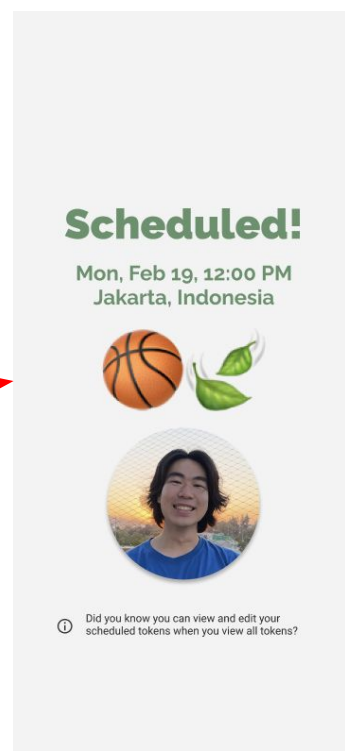 Scheduled!
Mon, Feb 19, 12:00 PM
Jakarta, Indonesia
Did you know you can view and edit your
scheduled tokens when you view all tokens?